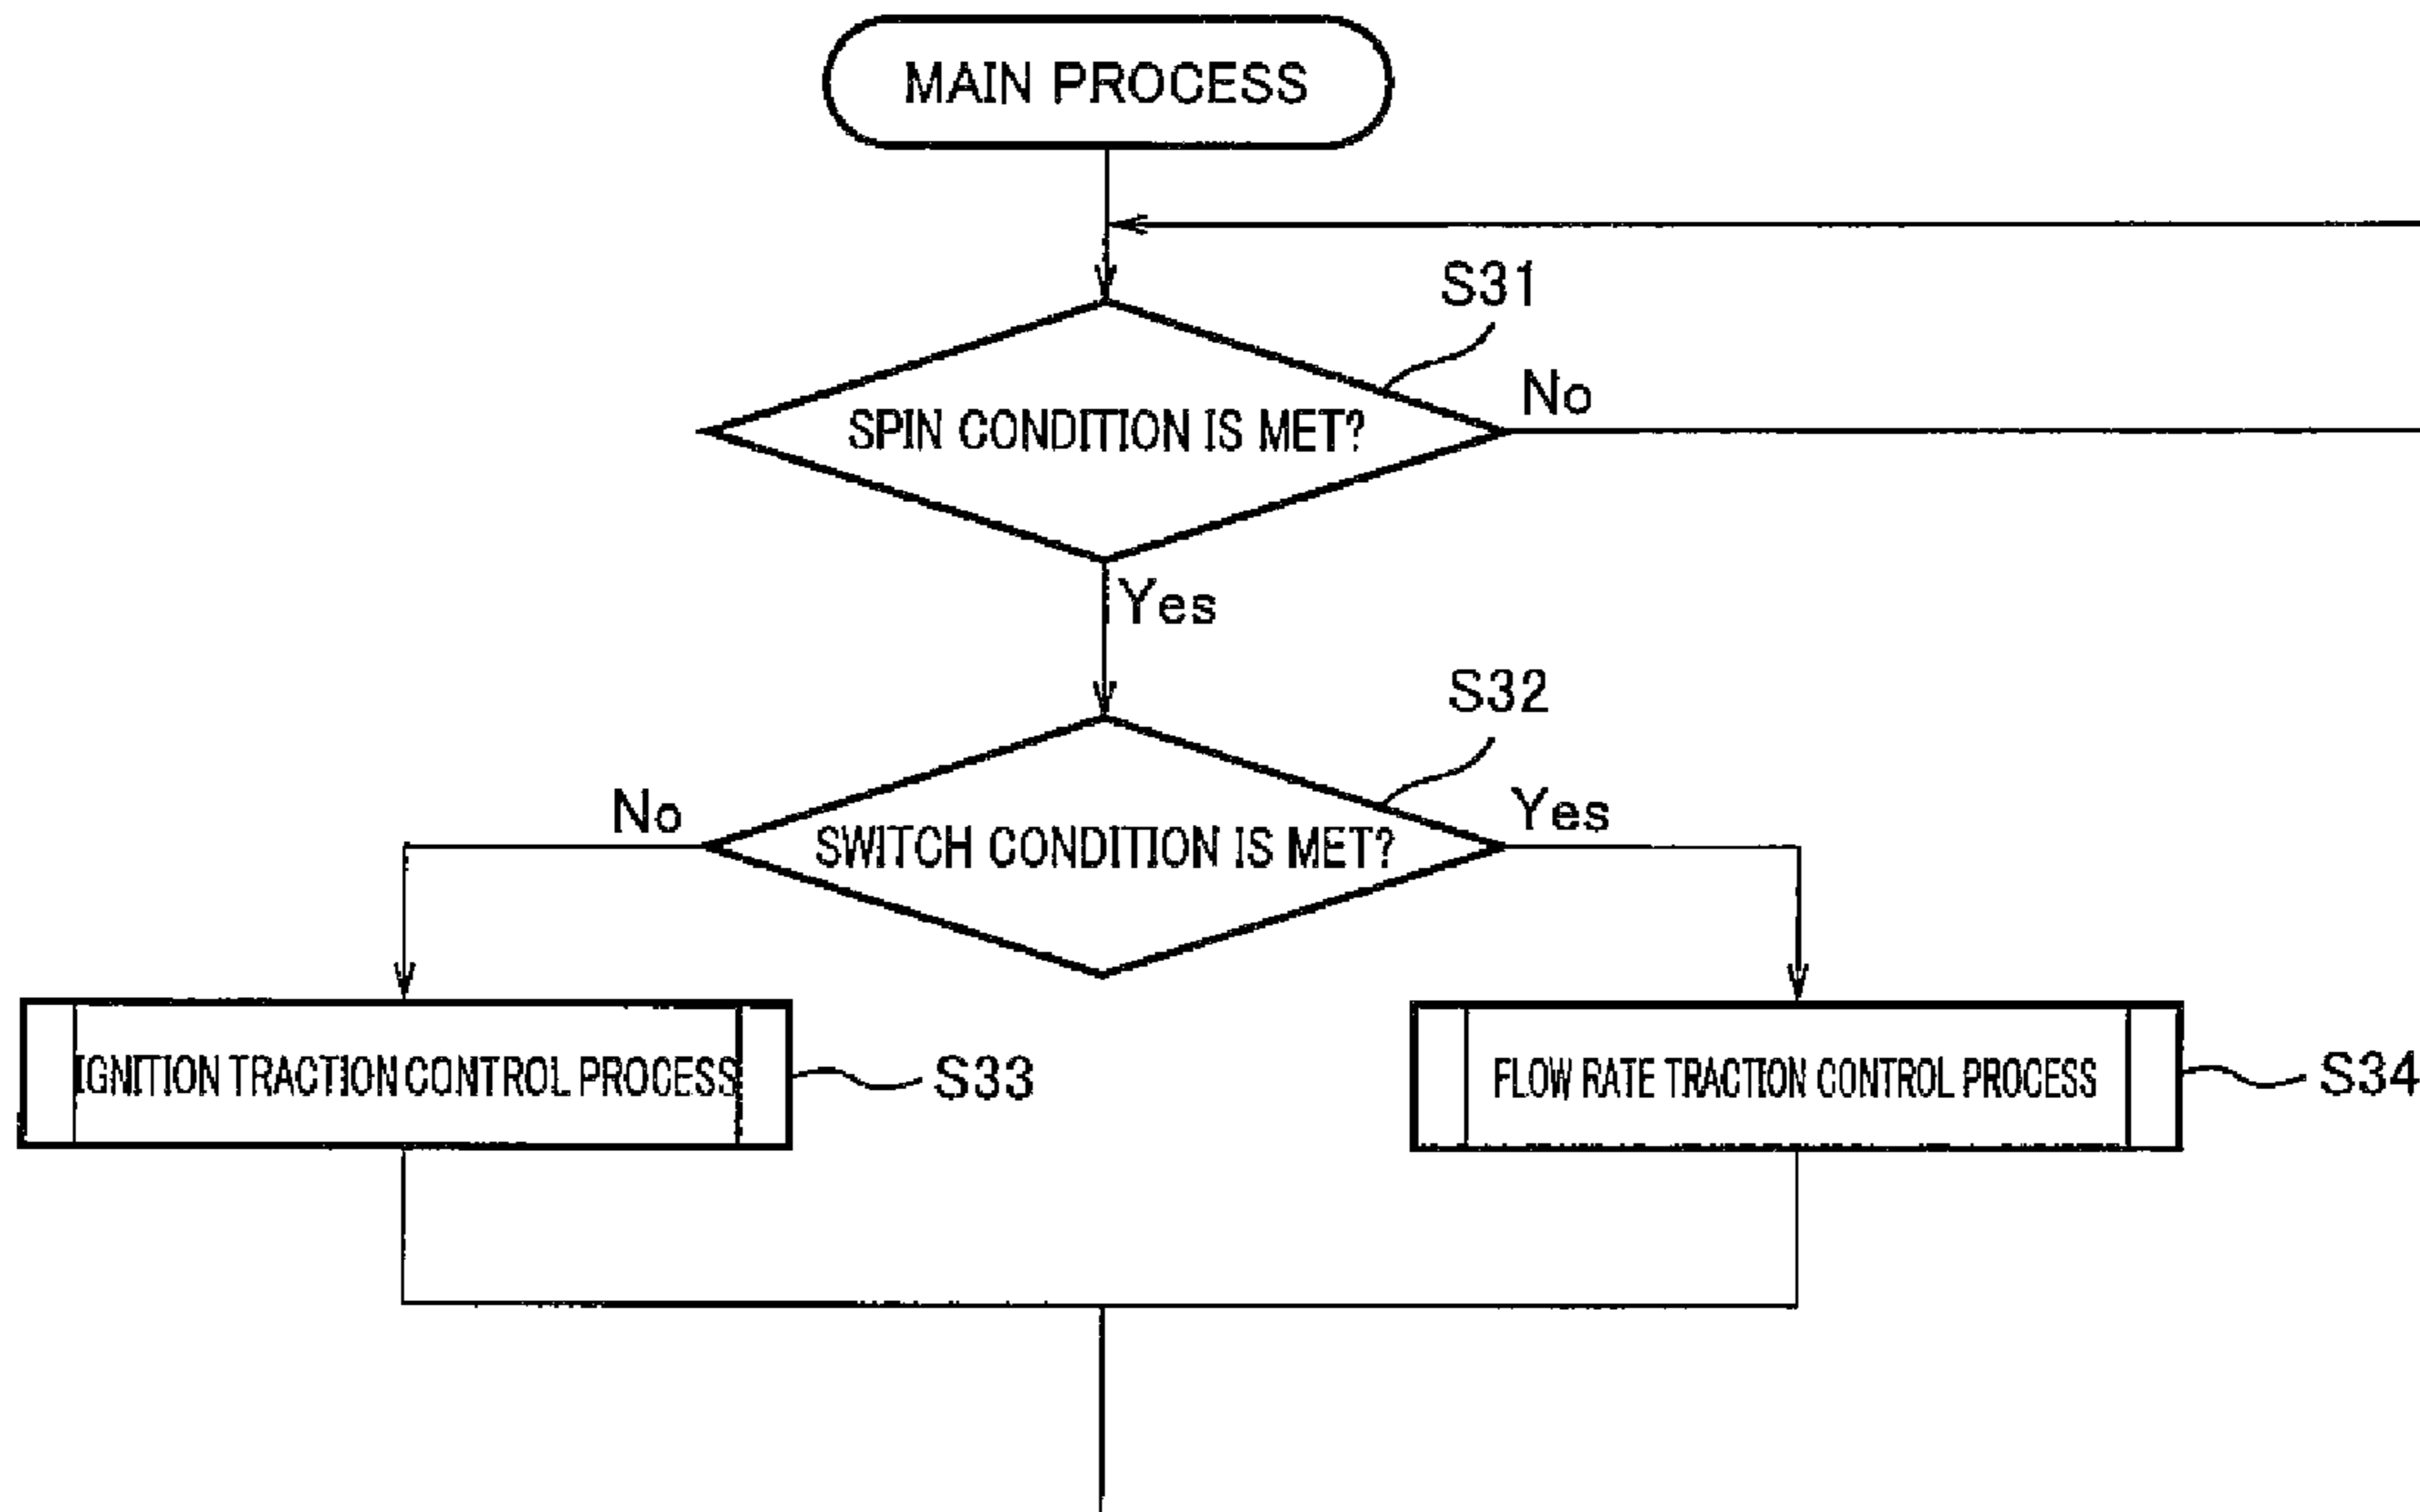 MAIN PROCESS
S31
SPIN CONDITION IS MET?
No
Yes
S32
No
SWITCH CONDITION IS MET?
Yes
IGNITION TRACTION CONTROL PROCESS
S33
FLOW RATE TRACTION CONTROL PROCESS
S34